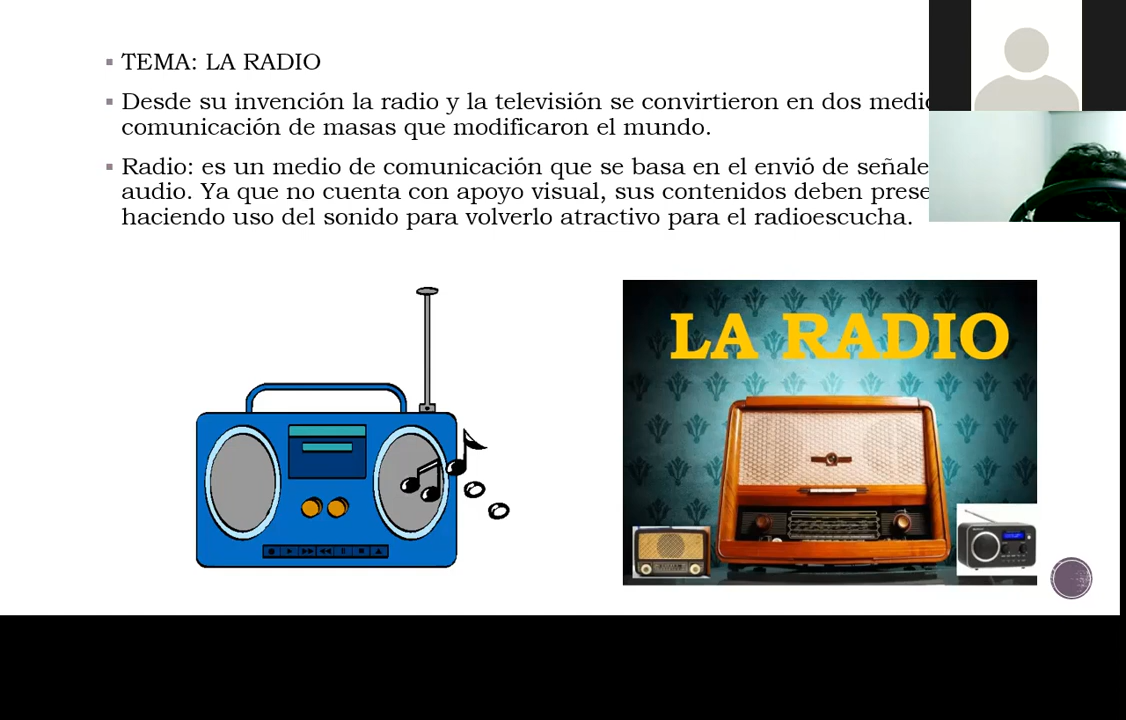 TEMA: LA RADIO
Desde su invención la radio y la televisión se convirtieron en dos
comunicación de masas que modificaron el mundo.
Radio: es un medio de comunicación que se basa en el envió de
audio. Ya que no cuenta con apoyo visual, sus contenidos deben
haciendo uso del sonido para volverlo atractivo para el radioescucha.
LA RADIO